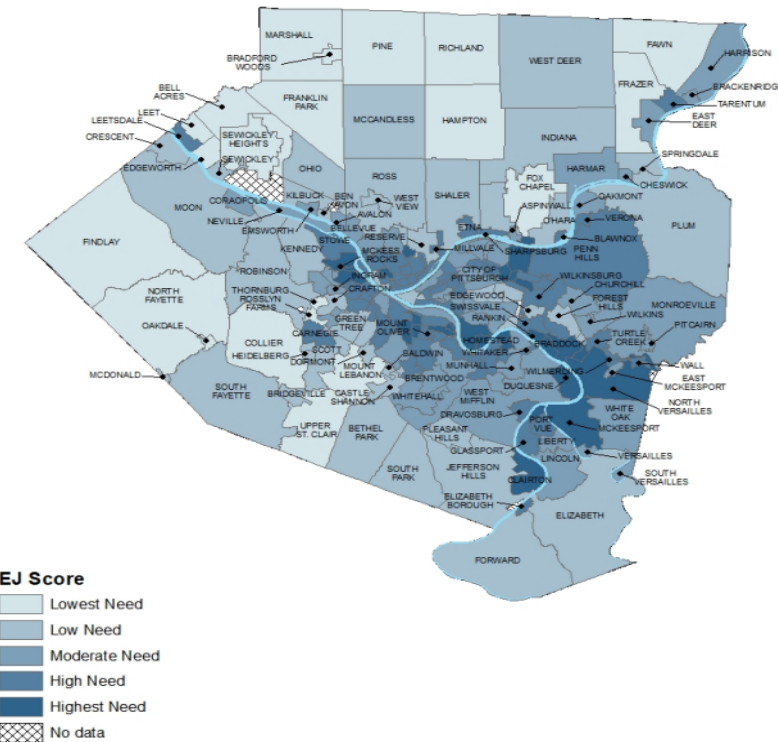 MARSHALL
BRADFORD
WOODS
PINE
RICHLAND
WEST DEER
FAWN
HARRISON
BRACKENRIDGE
TARENTUM
FRAZER
EAST
DEER
BELL
ACRES
LEET
LEETSDALE
CRESCENT
FRANKLIN
PARK
MCCANDLESS
HAMPTON
INDIANA
SEWICKLEY
HEIGHTS
SEWICKLEY
EDGEWORTH
OHIO
ROSS
SHALER
FOX
CHAPEL
HARMAR
SPRINGDALE
CHESWICK
OAKMONT
MOON
CORAOPOLIS
KILBUCK
BEN
AVON
WEST
VIEW
AVALON
ASPINWALL
O'HARA
VERONA
PLUM
NEVILLE
EMSWORTH
BELLEVUE
RESERVE
ETNA
MILLVALE
SHARPSBURG
BLAWNOX
PENN
HILLS
FINDLAY
KENNEDY
STOWE
MCKEES
ROCKS
CITY OF
PITTSBURGH
WILKINSBURG
ROBINSON
INGRAM
CRAFTON
CHURCHILL
NORTH
FAYETTE
THORNBURG
ROSSLYN
FARMS
EDGEWOOD
SWISSVALE
RANKIN
FOREST
HILLS
MONROEVILLE
WILKINS
PITCAIRN
OAKDALE
GREEN
TREE
MOUNT
OLIVER
CARNEGIE
COLLIER
HEIDELBERG
SCOTT
DORMONT
HOMESTEAD
WHITAKER
BRADDOCK
TURTLE
CREEK
MCDONALD
MOUNT
LEBANON
BALDWIN
MUNHALL
WILMERDING
WALL
EAST
MCKEESPORT
SOUTH
FAYETTE
BRIDGEVILLE
CASTLE
SHANNON
BRENTWOOD
WHITEHALL
WEST
MIFFLIN
DUQUESNE
NORTH
VERSAILLES
UPPER
ST. CLAIR
BETHEL
PARK
PLEASANT
HILLS
DRAVOSBURG
PORT
VUE
WHITE
OAK
MCKEESPORT
GLASSPORT
LIBERTY
LINCOLN
VERSAILLES
SOUTH
PARK
JEFFERSON
HILLS
CLAIRTON
SOUTH
VERSAILLES
ELIZABETH
BOROUGH
ELIZABETH
FORWARD
EJ Score
Lowest Need
Low Need
Moderate Need
High Need
Highest Need
No data